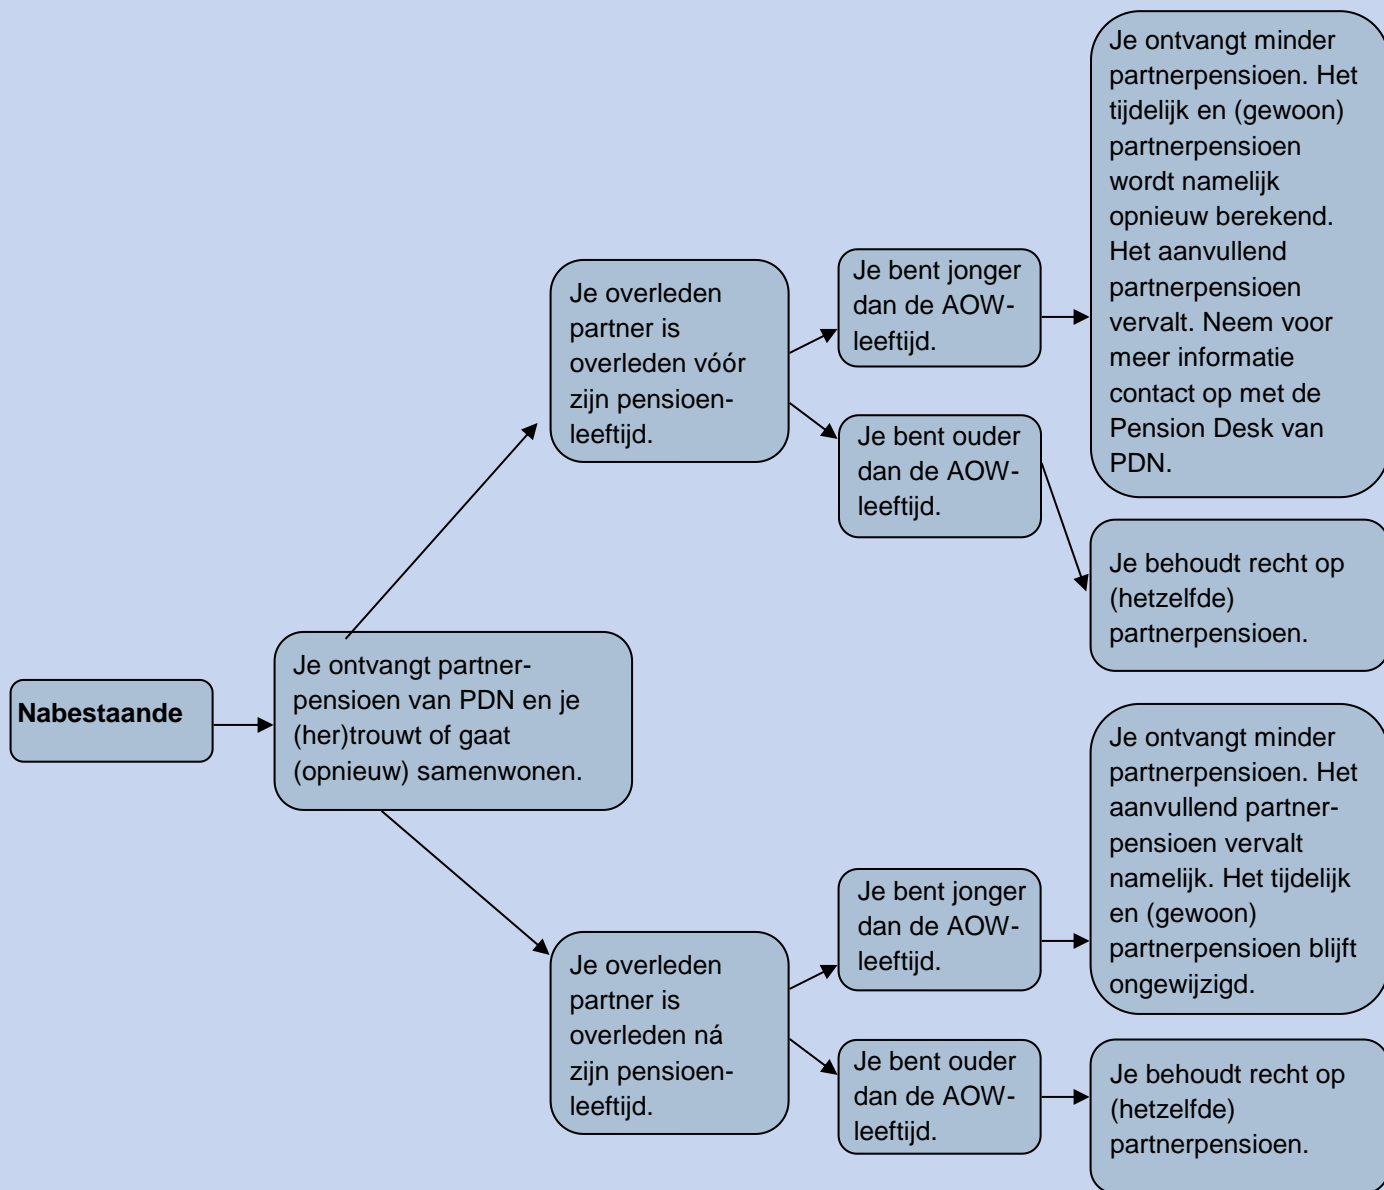 Nabestaande
Je ontvangt partner-
pensioen van PDN en je
(her)trouwt of gaat
(opnieuw) samenwonen.
Je overleden
partner is
overleden vóór
zijn pensioen-
leeftijd.
Je bent jonger
dan de AOW-
leeftijd.
Je ontvangt minder
partnerpensioen. Het
tijdelijk en (gewoon)
partnerpensioen
wordt namelijk
opnieuw berekend.
Het aanvullend
partnerpensioen
vervalt. Neem voor
meer informatie
contact op met de
Pension Desk van
PDN.
Je bent ouder
dan de AOW-
leeftijd.
Je behoudt recht op
(hetzelfde)
partnerpensioen.
Je overleden
partner is
overleden ná
zijn pensioen-
leeftijd.
Je bent jonger
dan de AOW-
leeftijd.
Je ontvangt minder
partnerpensioen. Het
aanvullend partner-
pensioen vervalt
namelijk. Het tijdelijk
en (gewoon)
partnerpensioen blijft
ongewijzigd.
Je bent ouder
dan de AOW-
leeftijd.
Je behoudt recht op
(hetzelfde)
partnerpensioen.